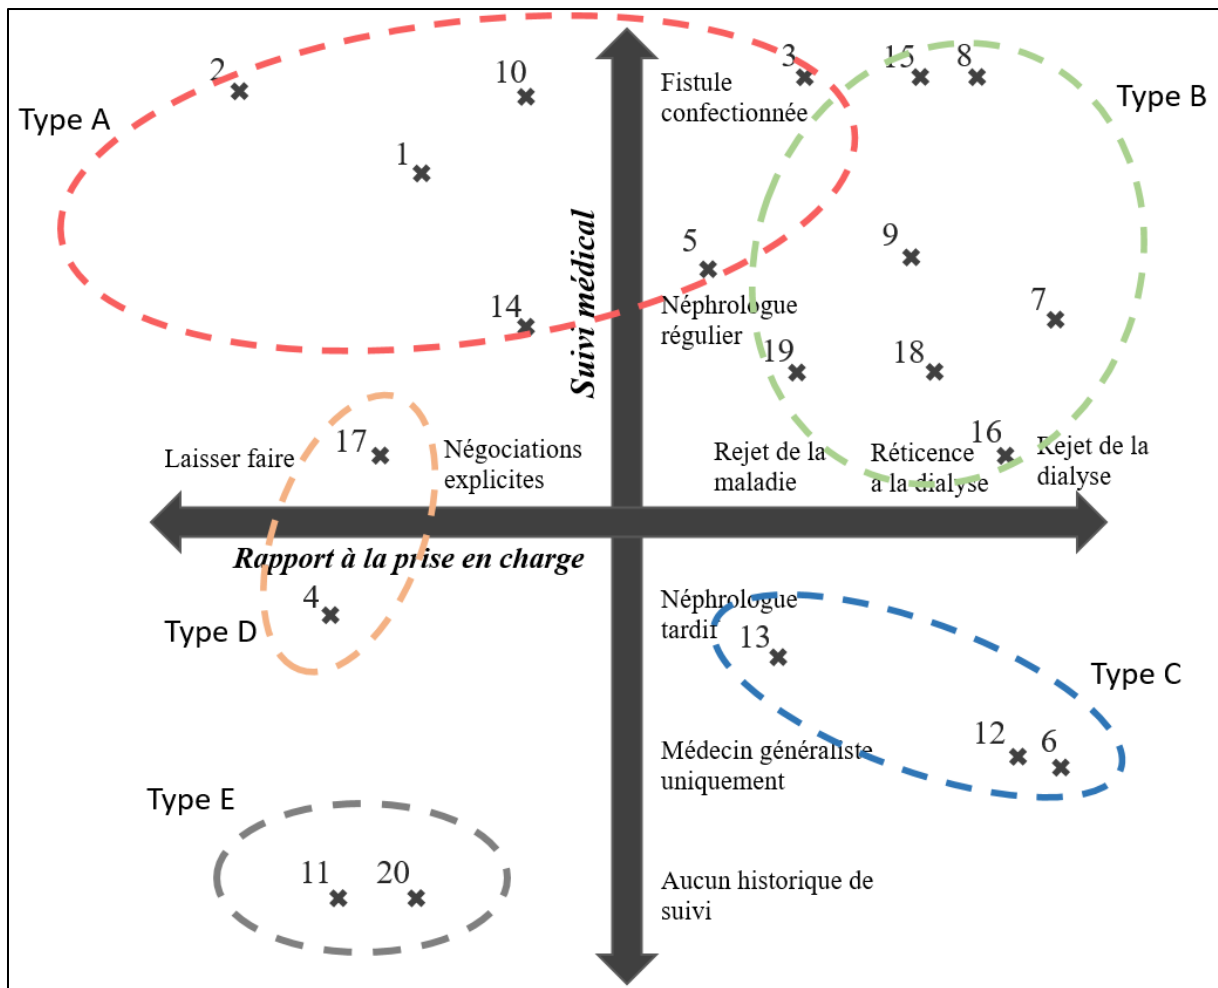 2
10
3
15
8
Type A
Fistule
confectionnée
Type B
1
5
9
Suivi médical
7
14
Néphrologue
régulier
19
18
17
16
Laisser faire
Négociations
explicites
Rejet de la
maladie
Réticence
à la dialyse
Rejet de la
dialyse
Rapport à la prise en charge
4
Type D
Néphrologue
tardif
13
Type C
12
6
Médecin généraliste
uniquement
Type E
11
20
Aucun historique de
suivi